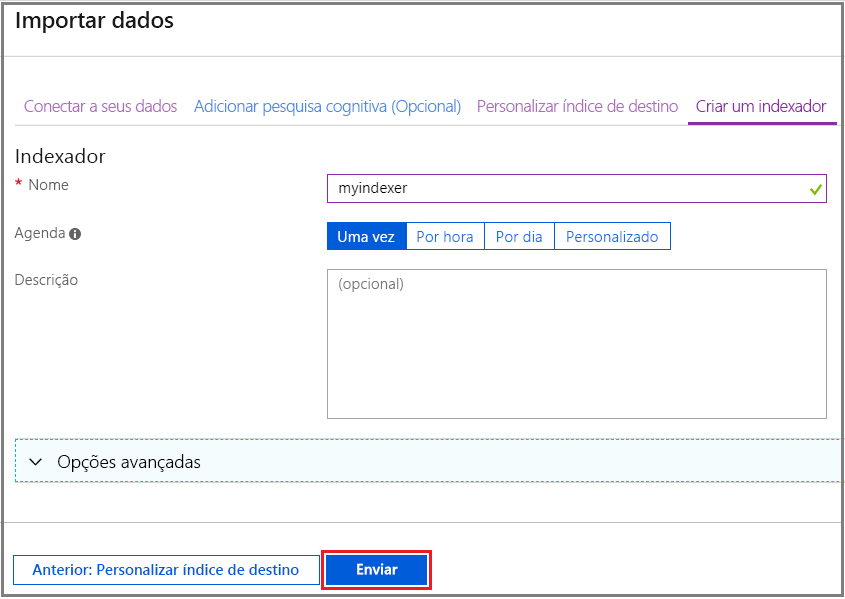 Importar dados
Conectar a seus dados Adicionar pesquisa cognitiva (Opcional) Personalizar índice de destino Criar um indexador
Indexador
* Nome myindexer
Agenda Uma vez Por hora Por dia Personalizado
Descrição (opcional)
Opções avançadas
Anterior: Personalizar índice de destino Enviar